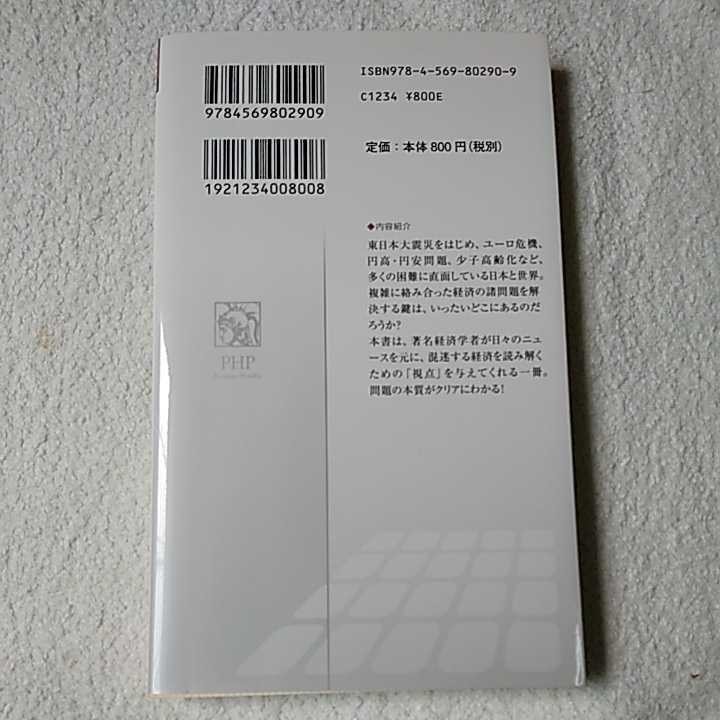 ISBN978-4-569-80290-9
C1234 ¥800E
9784569802909
定価：本体800円（税別）
1921234008008
◆内容紹介
東日本大震災をはじめ、ユーロ危機、
円高・円安問題、少子高齢化など、
多くの困難に直面している日本と世界。
複雑に絡み合った経済の諸問題を解
決する鍵は、いったいどこにあるのだ
ろうか？
本書は、著名経済学者が日々のニュ
ースを元に、混迷する経済を読み解く
ための「視点」を与えてくれる一冊。
問題の本質がクリアにわかる！
PHP